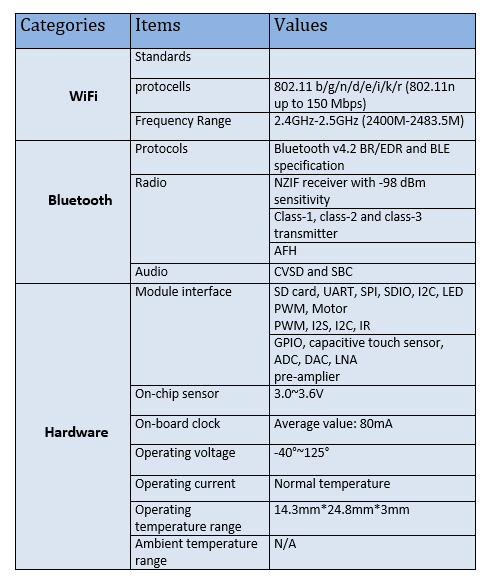 Categories Items Values
WiFi
Standards
protocells 802.11 b/g/n/d/e/i/k/r (802.11n
up to 150 Mbps)
Frequency Range 2.4GHz-2.5GHz (2400M-2483.5M)
Bluetooth
Protocols Bluetooth v4.2 BR/EDR and BLE
specification
Radio NZIF receiver with -98 dBm
sensitivity
Class-1, class-2 and class-3
transmitter
AFH
Audio CVSD and SBC
Hardware
Module interface SD card, UART, SPI, SDIO, I2C, LED
PWM, Motor
PWM, I2S, I2C, IR
GPIO, capacitive touch sensor,
ADC, DAC, LNA
pre-amplier
On-chip sensor 3.0~3.6V
On-board clock Average value: 80mA
Operating voltage -40°~125°
Operating current Normal temperature
Operating
temperature range 14.3mm*24.8mm*3mm
Ambient temperature
range N/A